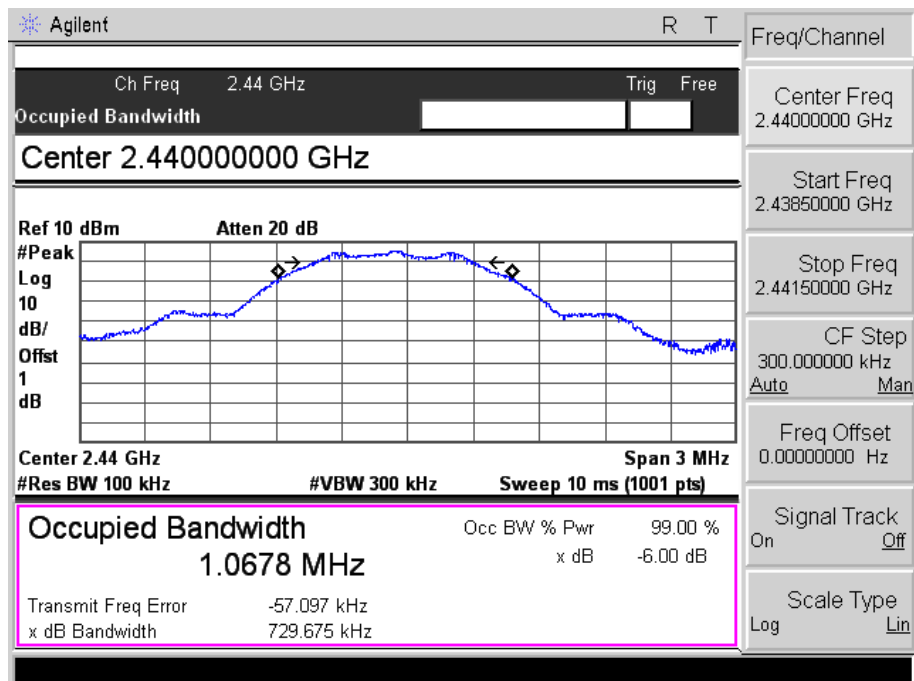 Agilent R T
Ch Freq 2.44 GHz Trig Free
Occupied Bandwidth
Center 2.440000000 GHz
Ref 10 dBm Atten 20 dB
#Peak
Log
10
dB/
Offst
1
dB
Center 2.44 GHz Span 3 MHz
#Res BW 100 kHz #VBW 300 kHz Sweep 10 ms (1001 pts)
Occupied Bandwidth Occ BW % Pwr 99.00 %
1.0678 MHz x dB -6.00 dB
Transmit Freq Error -57.097 kHz
x dB Bandwidth 729.675 kHz
Freq/Channel
Center Freq
2.44000000 GHz
Start Freq
2.43850000 GHz
Stop Freq
2.44150000 GHz
CF Step
300.000000 kHz
Auto Man
Freq Offset
0.00000000 Hz
Signal Track
On Off
Scale Type
Log Lin